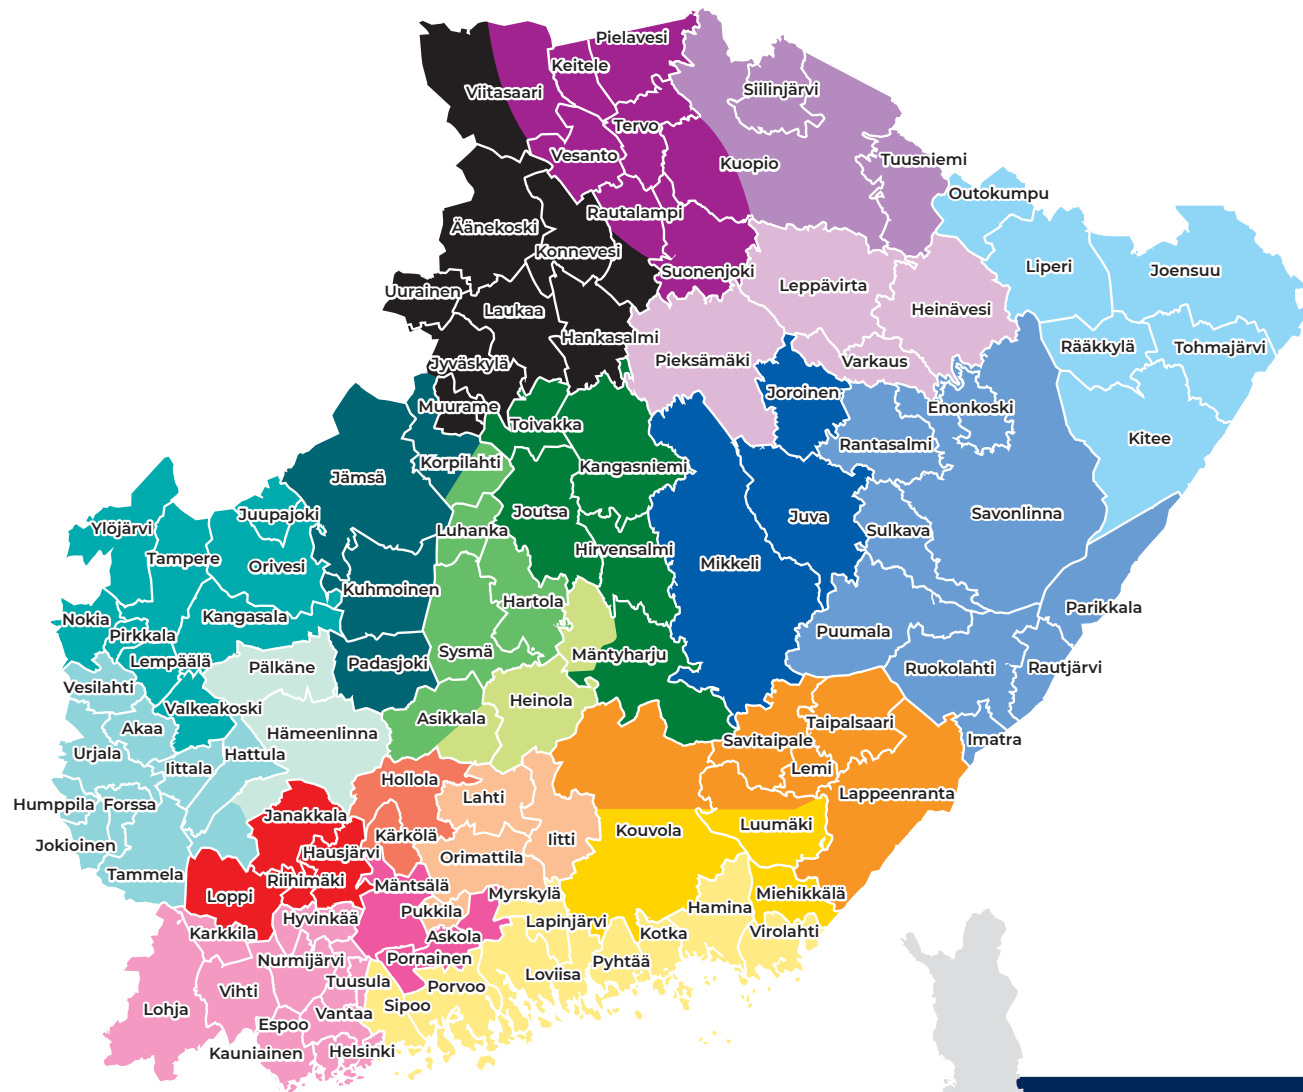 Pielavesi
Keitele
Viitasaari
Siilinjärvi
Tervo
Vesanto
Kuopio
Tuusniemi
Outokumpu
Rautalampi
Äänekoski
Konnevesi
Suonenjoki
Liperi
Joensuu
Uurainen
Leppävirta
Laukaa
Heinävesi
Hankasalmi
Rääkkylä
Tohmajärvi
Jyväskylä
Pieksämäki
Varkaus
Joroinen
Muurame
Enonkoski
Toivakka
Rantasalmi
Kitee
Korpilahti
Kangasniemi
Jämsä
Juupajoki
Joutsa
Juva
Savonlinna
Ylöjärvi
Luhanka
Sulkava
Tampere
Hirvensalmi
Orivesi
Mikkeli
Kuhmoinen
Hartola
Parikkala
Nokia
Kangasala
Pirkkala
Puumala
Lempäälä
Pälkäne
Padasjoki
Sysmä
Mäntyharju
Ruokolahti
Rautjärvi
Vesilahti
Valkeakoski
Heinola
Akaa
Asikkala
Taipalsaari
Hämeenlinna
Savitaipale
Imatra
Urjala
Hattula
Iittala
Lemi
Hollola
Lahti
Lappeenranta
Humppila
Forssa
Janakkala
Kärkölä
Iitti
Kouvola
Luumäki
Jokioinen
Hausjärvi
Orimattila
Tammela
Riihimäki
Mäntsälä
Loppi
Myrskylä
Miehikkälä
Hyvinkää
Pukkila
Hamina
Karkkila
Lapinjärvi
Kotka
Virolahti
Askola
Nurmijärvi
Pornainen
Pyhtää
Tuusula
Loviisa
Vihti
Porvoo
Lohja
Vantaa
Sipoo
Espoo
Kauniainen
Helsinki